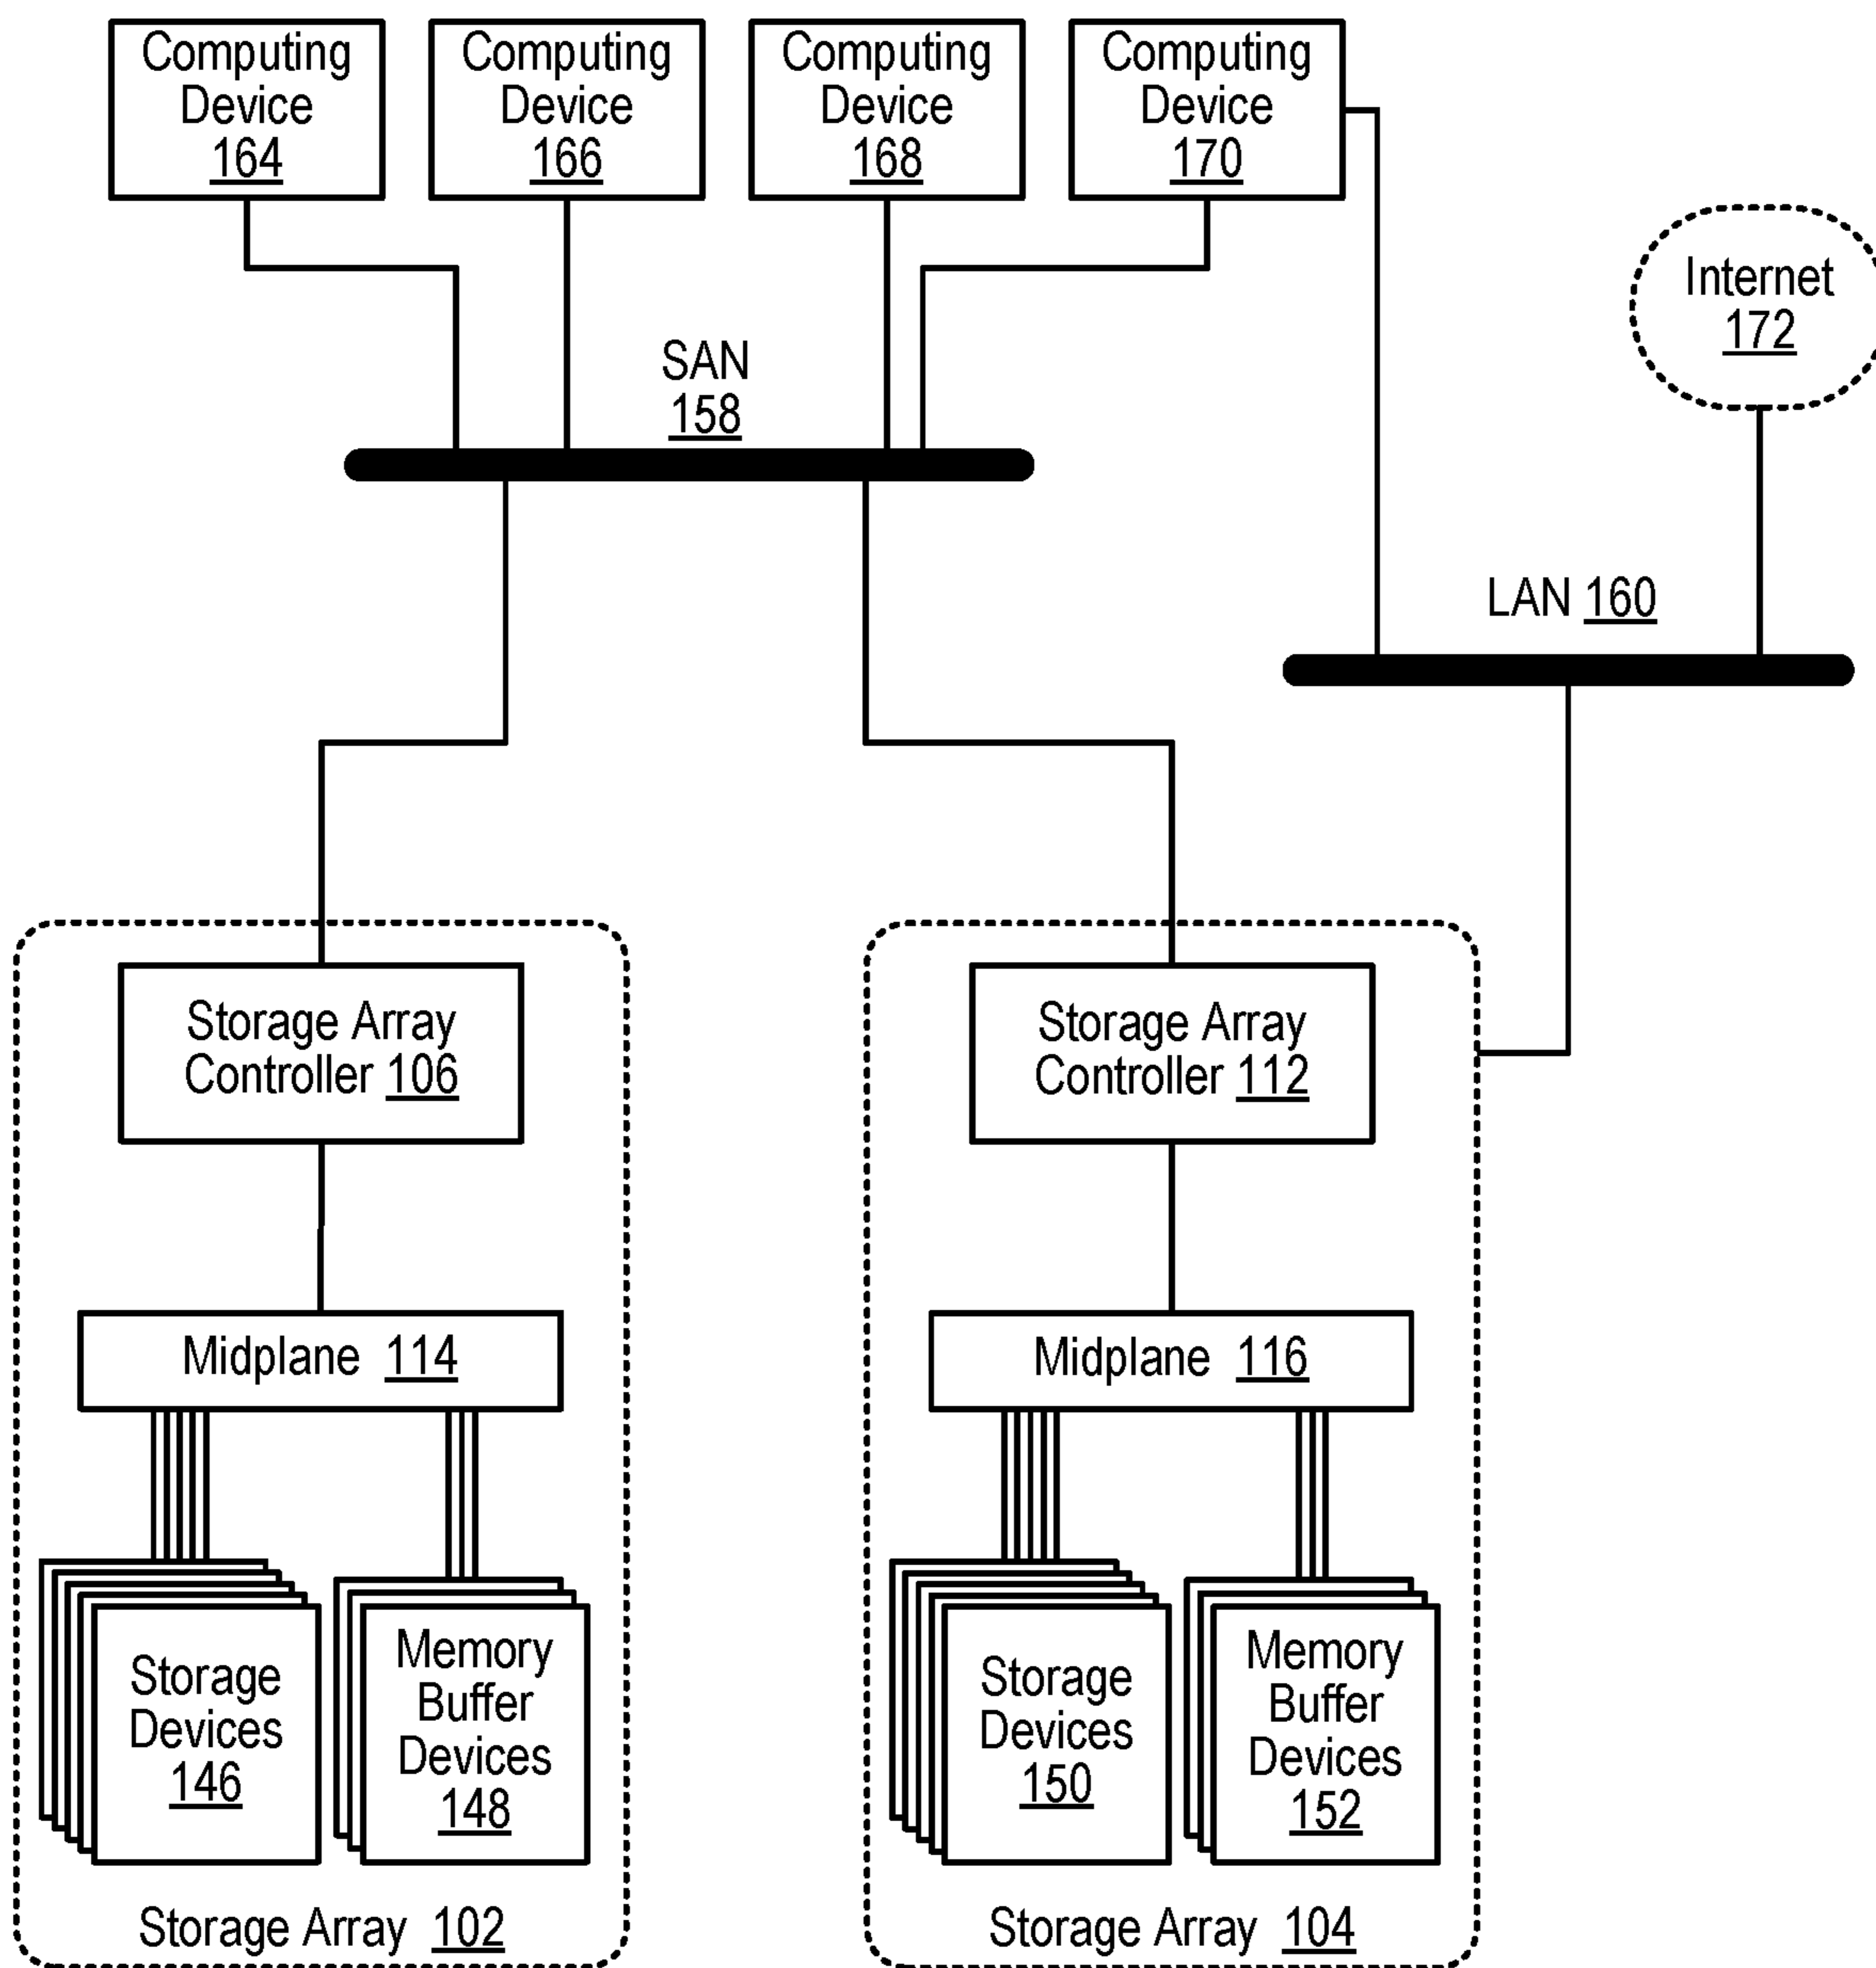 Computing
Device
164
Computing
Device
166
Computing
Device
168
Computing
Device
170
Internet
172
SAN
158
LAN 160
Storage Array
Controller 106
Storage Array
Controller 112
Midplane 114
Midplane 116
Storage
Devices
146
Memory
Buffer
Devices
148
Storage
Devices
150
Memory
Buffer
Devices
152
Storage Array 102
Storage Array 104